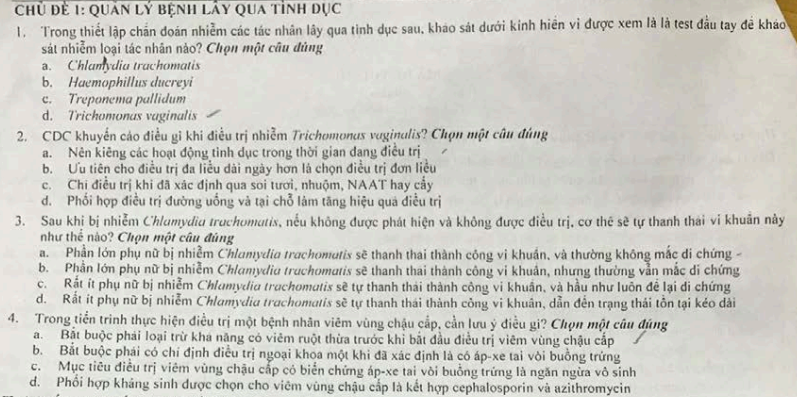 CHỦ ĐỀ 1: QUẢN LÝ BỆNH LÂY QUA TÌNH DỤC
1. Trong thiết lập chẩn đoán nhiễm các tác nhân lây qua tình dục sau, khảo sát dưới kính hiển vi được xem là là test đầu tay để khảo
sát nhiễm loại tác nhân nào? Chọn một câu đúng
a. Chlamydia trachomatis
b. Haemophillus ducreyi
c. Treponema pallidum
d. Trichomonas vaginalis
2. CDC khuyến cáo điều gì khi điều trị nhiễm Trichomonas vaginalis? Chọn một câu đúng
a. Nên kiêng các hoạt động tình dục trong thời gian đang điều trị
b. Ưu tiên cho điều trị đa liều dài ngày hơn là chọn điều trị đơn liều
c. Chỉ điều trị khi đã xác định qua soi tươi, nhuộm, NAAT hay cấy
d. Phối hợp điều trị đường uống và tại chỗ làm tăng hiệu quả điều trị
3. Sau khi bị nhiễm Chlamydia trachomatis, nếu không được phát hiện và không được điều trị, cơ thể sẽ tự thanh thải vi khuẩn này
như thế nào? Chọn một câu đúng
a. Phần lớn phụ nữ bị nhiễm Chlamydia trachomatis sẽ thanh thải thành công vi khuẩn, và thường không mắc di chứng
b. Phần lớn phụ nữ bị nhiễm Chlamydia trachomatis sẽ thanh thải thành công vi khuẩn, nhưng thường vẫn mắc di chứng
c. Rất ít phụ nữ bị nhiễm Chlamydia trachomatis sẽ tự thanh thải thành công vi khuẩn, và hầu như luôn để lại di chứng
d. Rất ít phụ nữ bị nhiễm Chlamydia trachomatis sẽ tự thanh thải thành công vi khuẩn, dẫn đến trạng thái tồn tại kéo dài
4. Trong tiến trình thực hiện điều trị một bệnh nhân viêm vùng chậu cấp, cần lưu ý điều gì? Chọn một câu đúng
a. Bắt buộc phải loại trừ khả năng có viêm ruột thừa trước khi bắt đầu điều trị viêm vùng chậu cấp
b. Bắt buộc phải có chỉ định điều trị ngoại khoa một khi đã xác định là có áp-xe tai vòi buồng trứng
c. Mục tiêu điều trị viêm vùng chậu cấp có biến chứng áp-xe tai vòi buồng trứng là ngăn ngừa vô sinh
d. Phối hợp kháng sinh được chọn cho viêm vùng chậu cấp là kết hợp cephalosporin và azithromycin